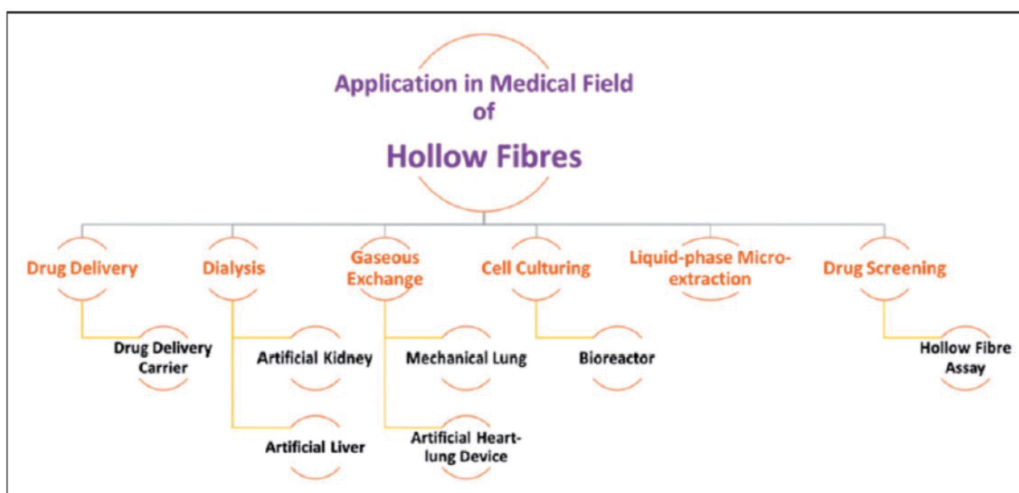 Application in Medical Field
of
Hollow Fibres
Drug Delivery
Dialysis
Gaseous
Exchange
Cell Culturing
Liquid-phase Micro-
extraction
Drug Screening
Drug Delivery
Carrier
Artificial Kidney
Mechanical Lung
Bioreactor
Hollow Fibre
Assay
Artificial Liver
Artificial Heart-
lung Device